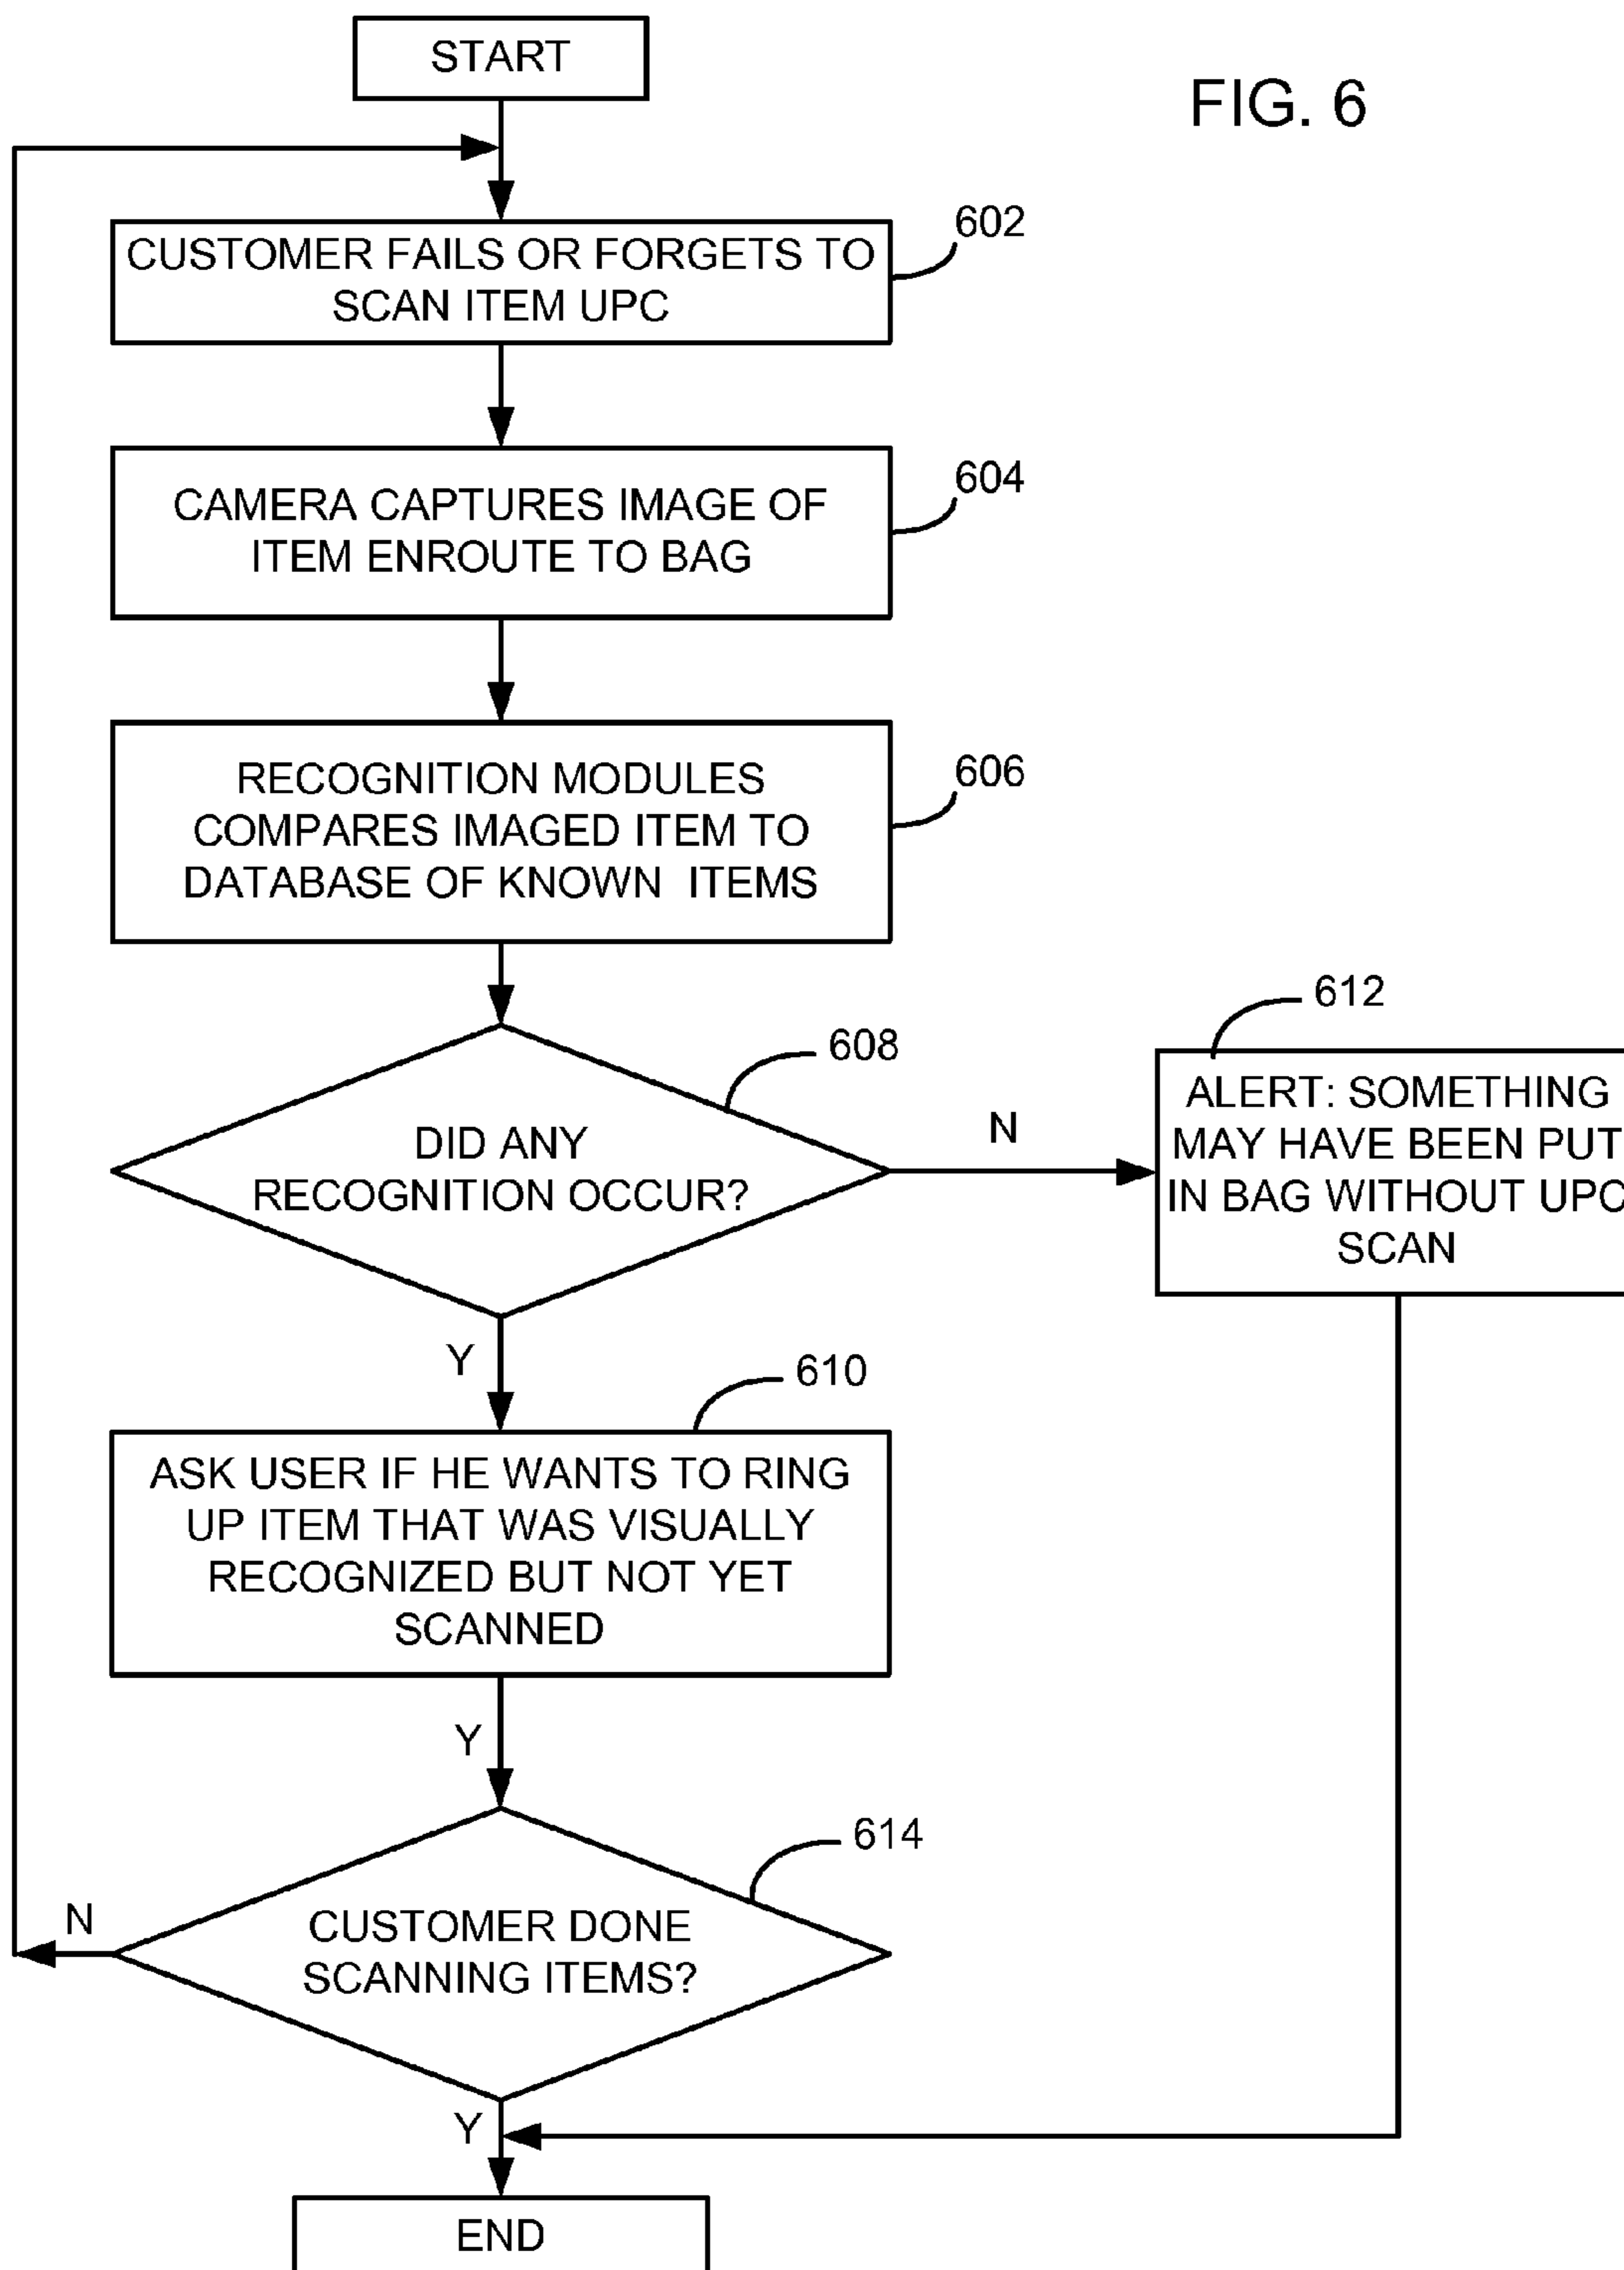 START
FIG. 6
602
CUSTOMER FAILS OR FORGETS TO
SCAN ITEM UPC
604
CAMERA CAPTURES IMAGE OF
ITEM ENROUTE TO BAG
606
RECOGNITION MODULES
COMPARES IMAGED ITEM TO
DATABASE OF KNOWN ITEMS
608
DID ANY
RECOGNITION OCCUR?
N
612
ALERT: SOMETHING
MAY HAVE BEEN PUT
IN BAG WITHOUT UPC
SCAN
Y
610
ASK USER IF HE WANTS TO RING
UP ITEM THAT WAS VISUALLY
RECOGNIZED BUT NOT YET
SCANNED
Y
614
N
CUSTOMER DONE
SCANNING ITEMS?
Y
END